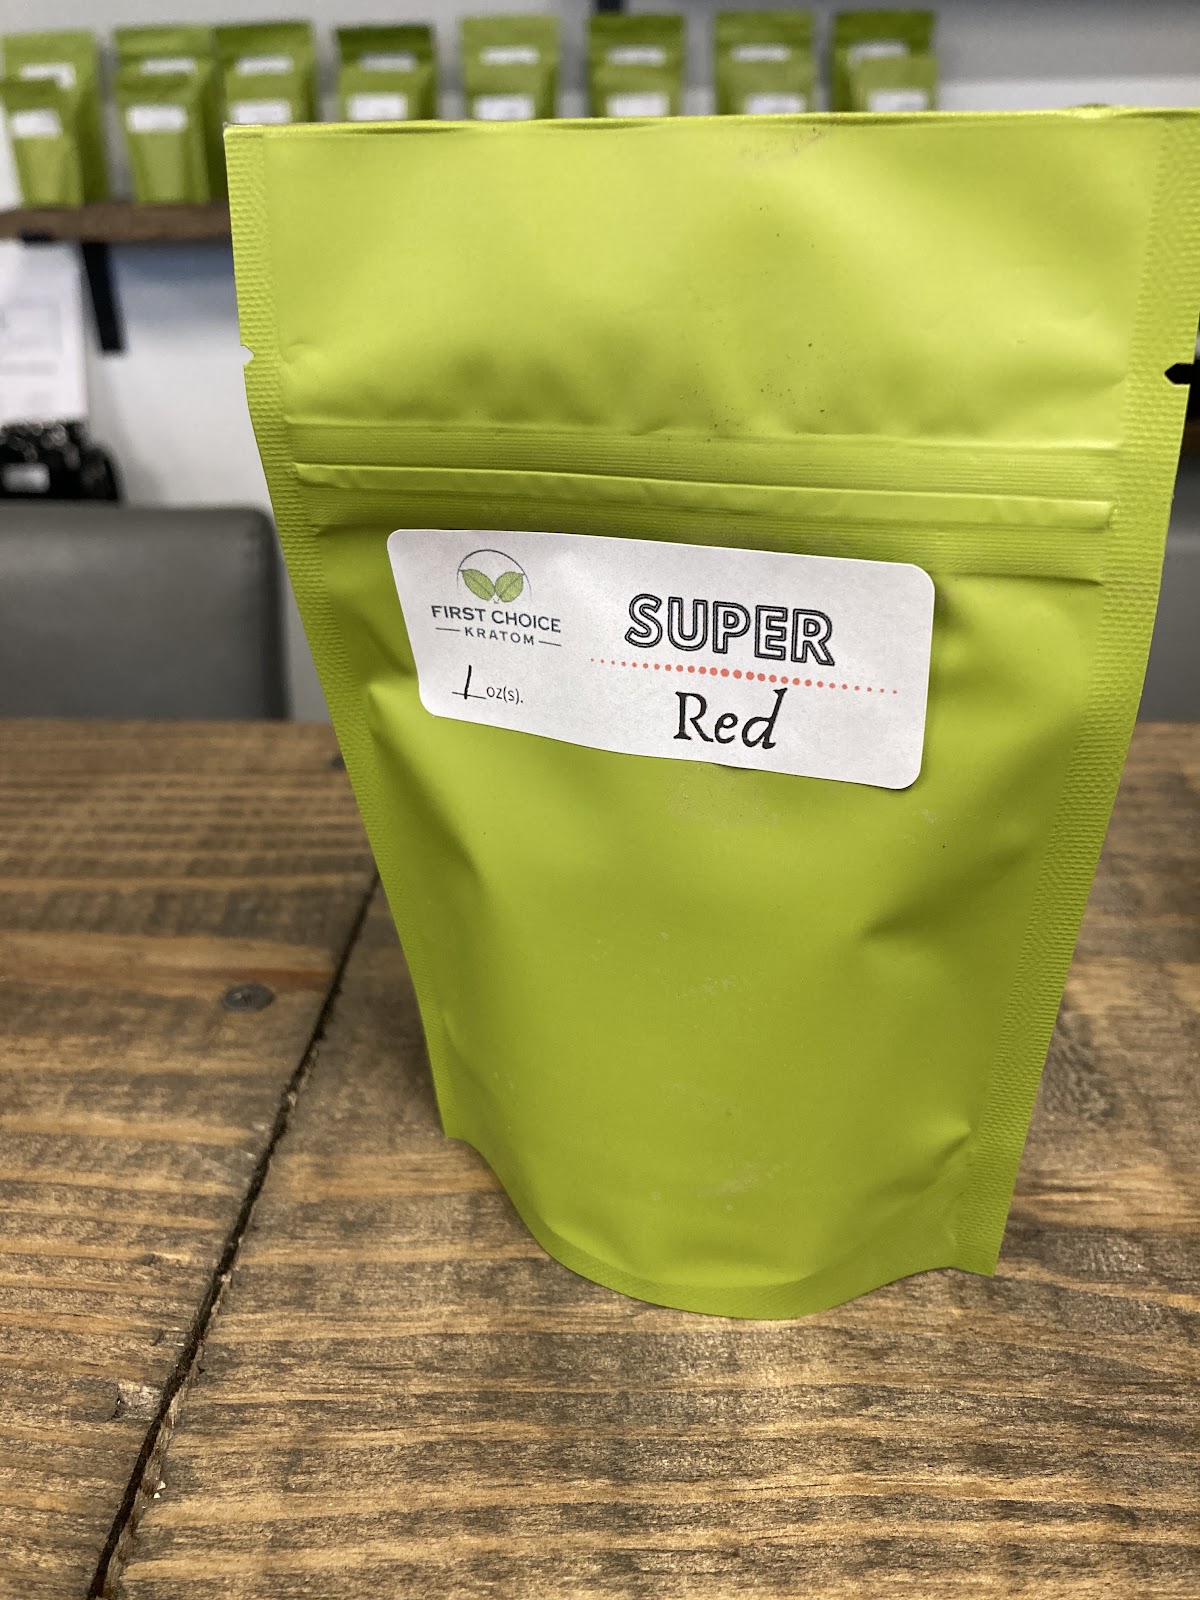 FIRST CHOICE
KRATOM
1 oz(s).
SUPER
Red